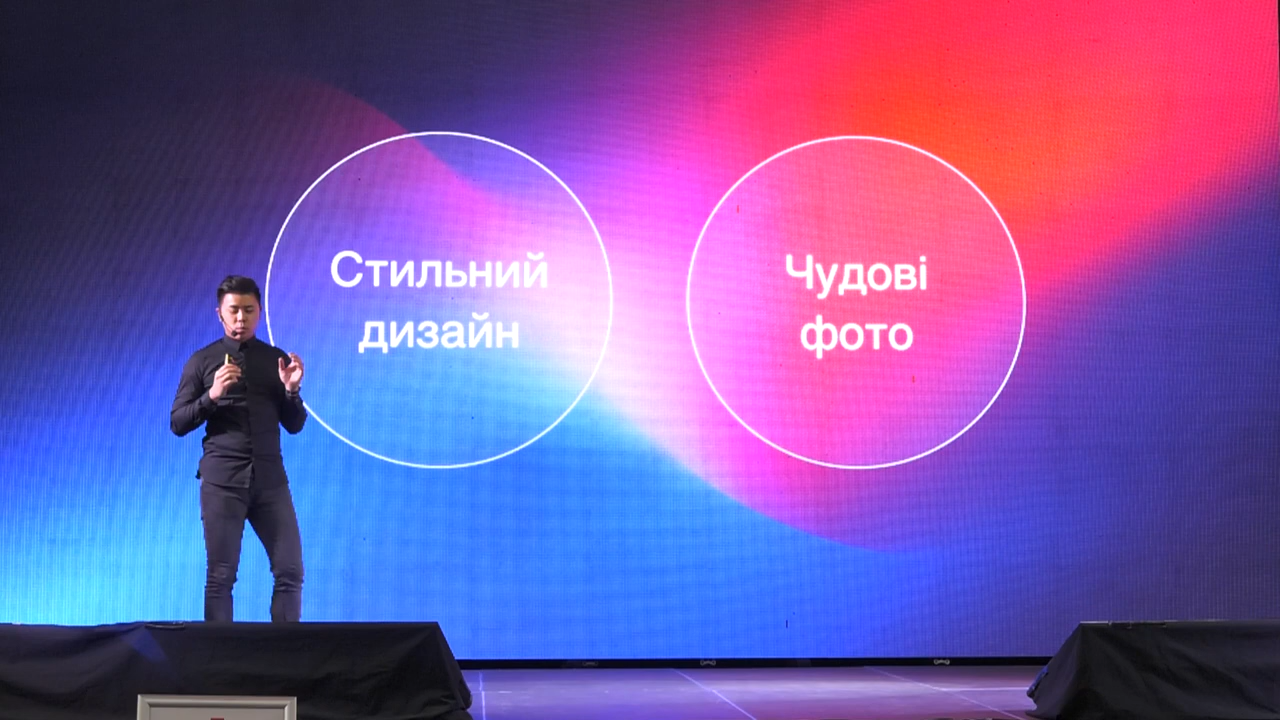 Стильний
дизайн
Чудові
фото